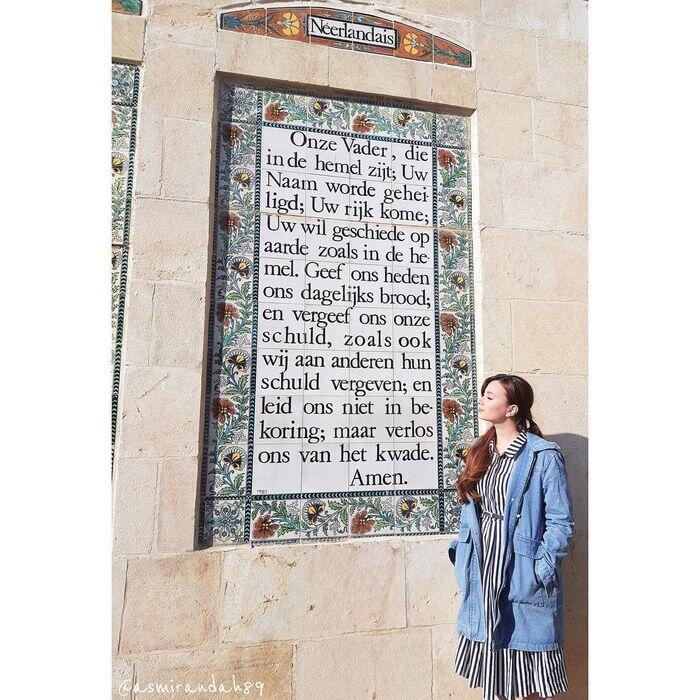 Néerlandais
Onze Vader, die
in de hemel zijt; Uw
Naam worde gehei-
ligd; Uw rijk kome;
Uw wil geschiede op
aarde zoals in de he-
mel. Geef ons heden
ons dagelijks brood;
en vergeef ons onze
schuld, zoals ook
wij aan anderen hun
schuld vergeven; en
leid ons niet in be-
koring; maar verlos
ons van het kwade.
Amen.
@asmirandah89